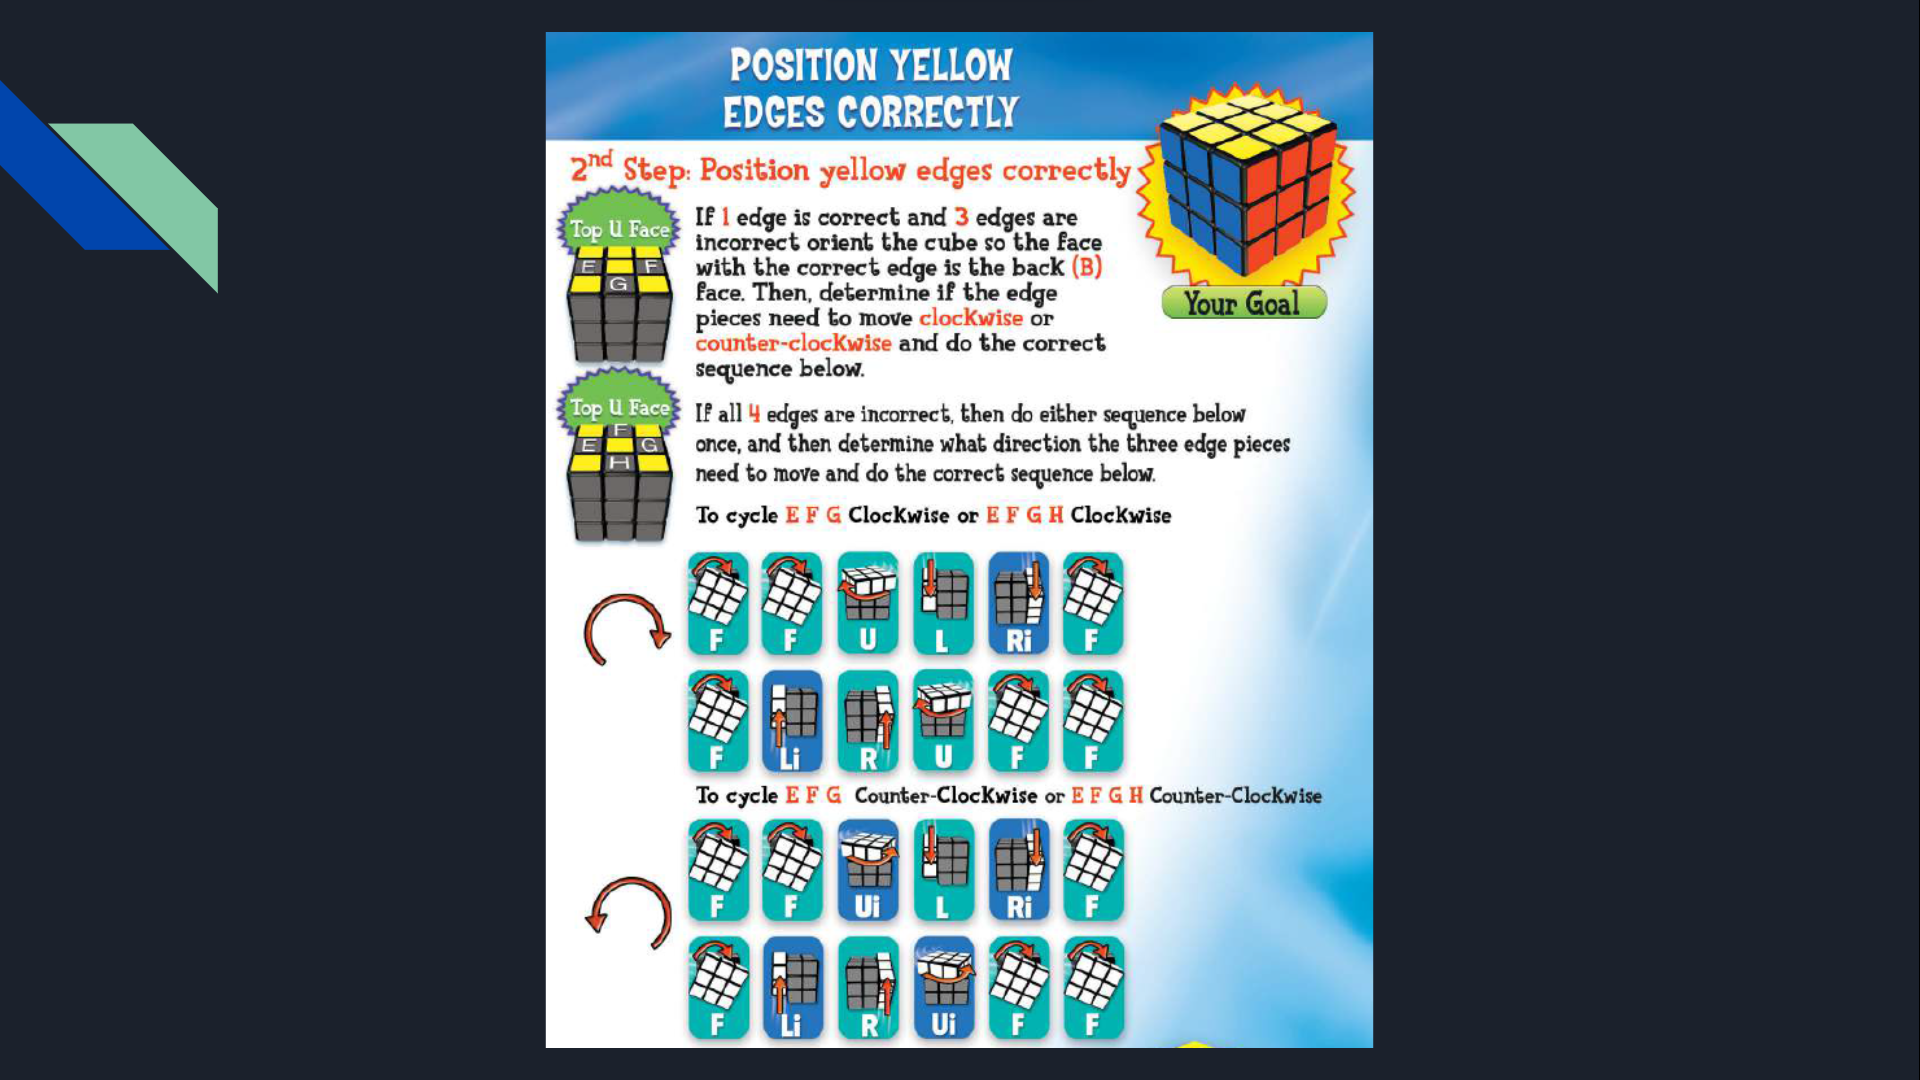 POSITION YELLOW
EDGES CORRECTLY
2nd Step: Position yellow edges correctly
Top U Face
E F
G
If 1 edge is correct and 3 edges are
incorrect orient the cube so the face
with the correct edge is the back (B)
face. Then, determine if the edge
pieces need to move clockwise or
counter-clockwise and do the correct
sequence below.
Your Goal
Top U Face
F
E G
H
If all 4 edges are incorrect, then do either sequence below
once, and then determine what direction the three edge pieces
need to move and do the correct sequence below.
To cycle E F G Clockwise or E F G H Clockwise
F F U L Ri F
F Li R U F F
To cycle E F G Counter-Clockwise or E F G H Counter-Clockwise
F F Ui L Ri F
F Li R Ui F F